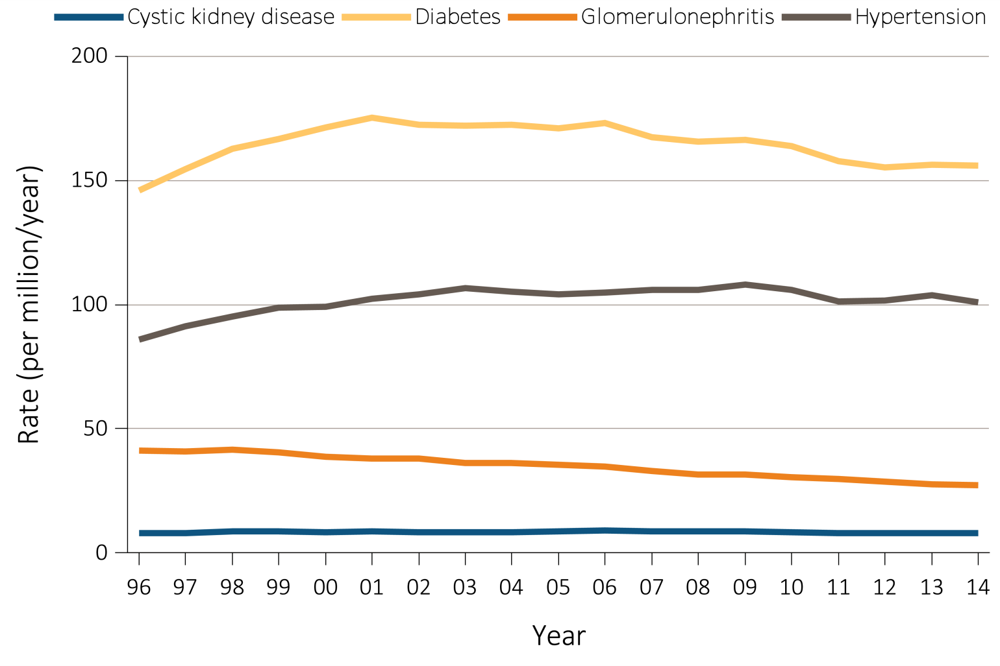 Cystic kidney disease Diabetes Glomerulonephritis Hypertension
200
150
100
50
0
Rate (per million/year)
96 97 98 99 00 01 02 03 04 05 06 07 08 09 10 11 12 13 14
Year